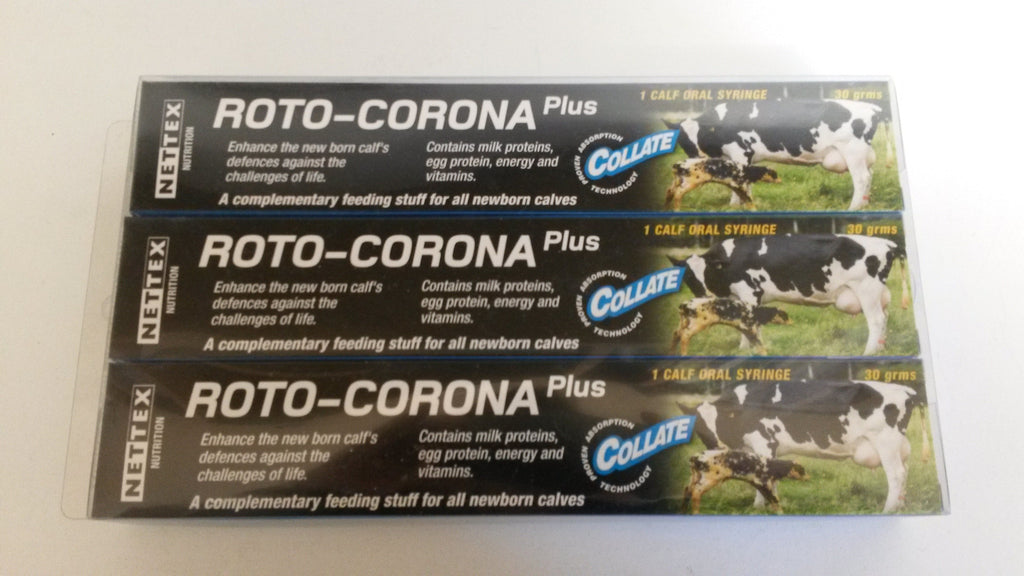 NETTEX
NUTRITION
ROTO-CORONA Plus
Enhance the new born calf's
defences against the
challenges of life.
Contains milk proteins,
egg protein, energy and
vitamins.
A complementary feeding stuff for all newborn calves
PROVEN ABSORPTION
COLLATE
TECHNOLOGY
1 CALF ORAL SYRINGE
30 grms
NETTEX
NUTRITION
ROTO-CORONA Plus
Enhance the new born calf's
defences against the
challenges of life.
Contains milk proteins,
egg protein, energy and
vitamins.
A complementary feeding stuff for all newborn calves
PROVEN ABSORPTION
COLLATE
TECHNOLOGY
1 CALF ORAL SYRINGE
30 grms
NETTEX
NUTRITION
ROTO-CORONA Plus
Enhance the new born calf's
defences against the
challenges of life.
Contains milk proteins,
egg protein, energy and
vitamins.
A complementary feeding stuff for all newborn calves
PROVEN ABSORPTION
COLLATE
TECHNOLOGY
1 CALF ORAL SYRINGE
30 grms